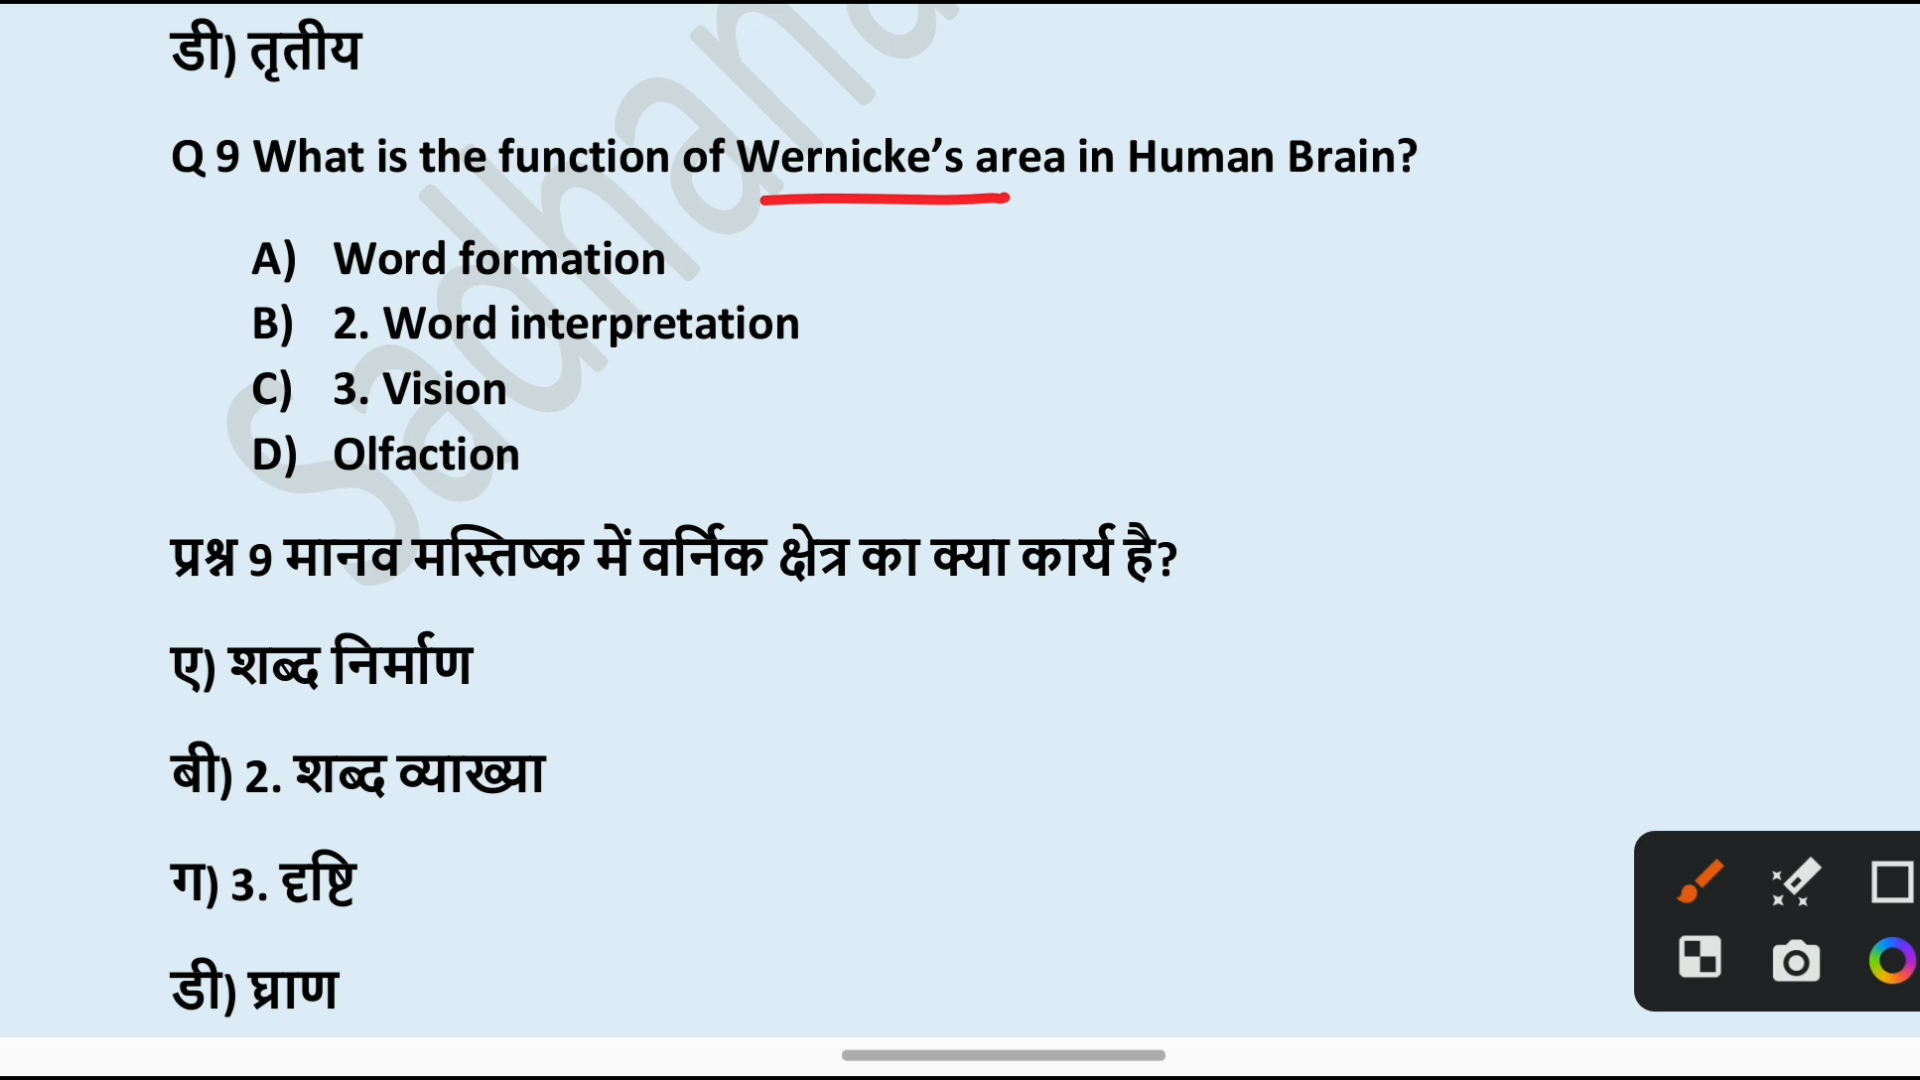 डी) तृतीय
Q 9 What is the function of Wernicke’s area in Human Brain?
A) Word formation
B) 2. Word interpretation
C) 3. Vision
D) Olfaction
प्रश्न 9 मानव मस्तिष्क में वर्निक क्षेत्र का क्या कार्य है?
ए) शब्द निर्माण
बी) 2. शब्द व्याख्या
ग) 3. दृष्टि
डी) घ्राण
Sadhana